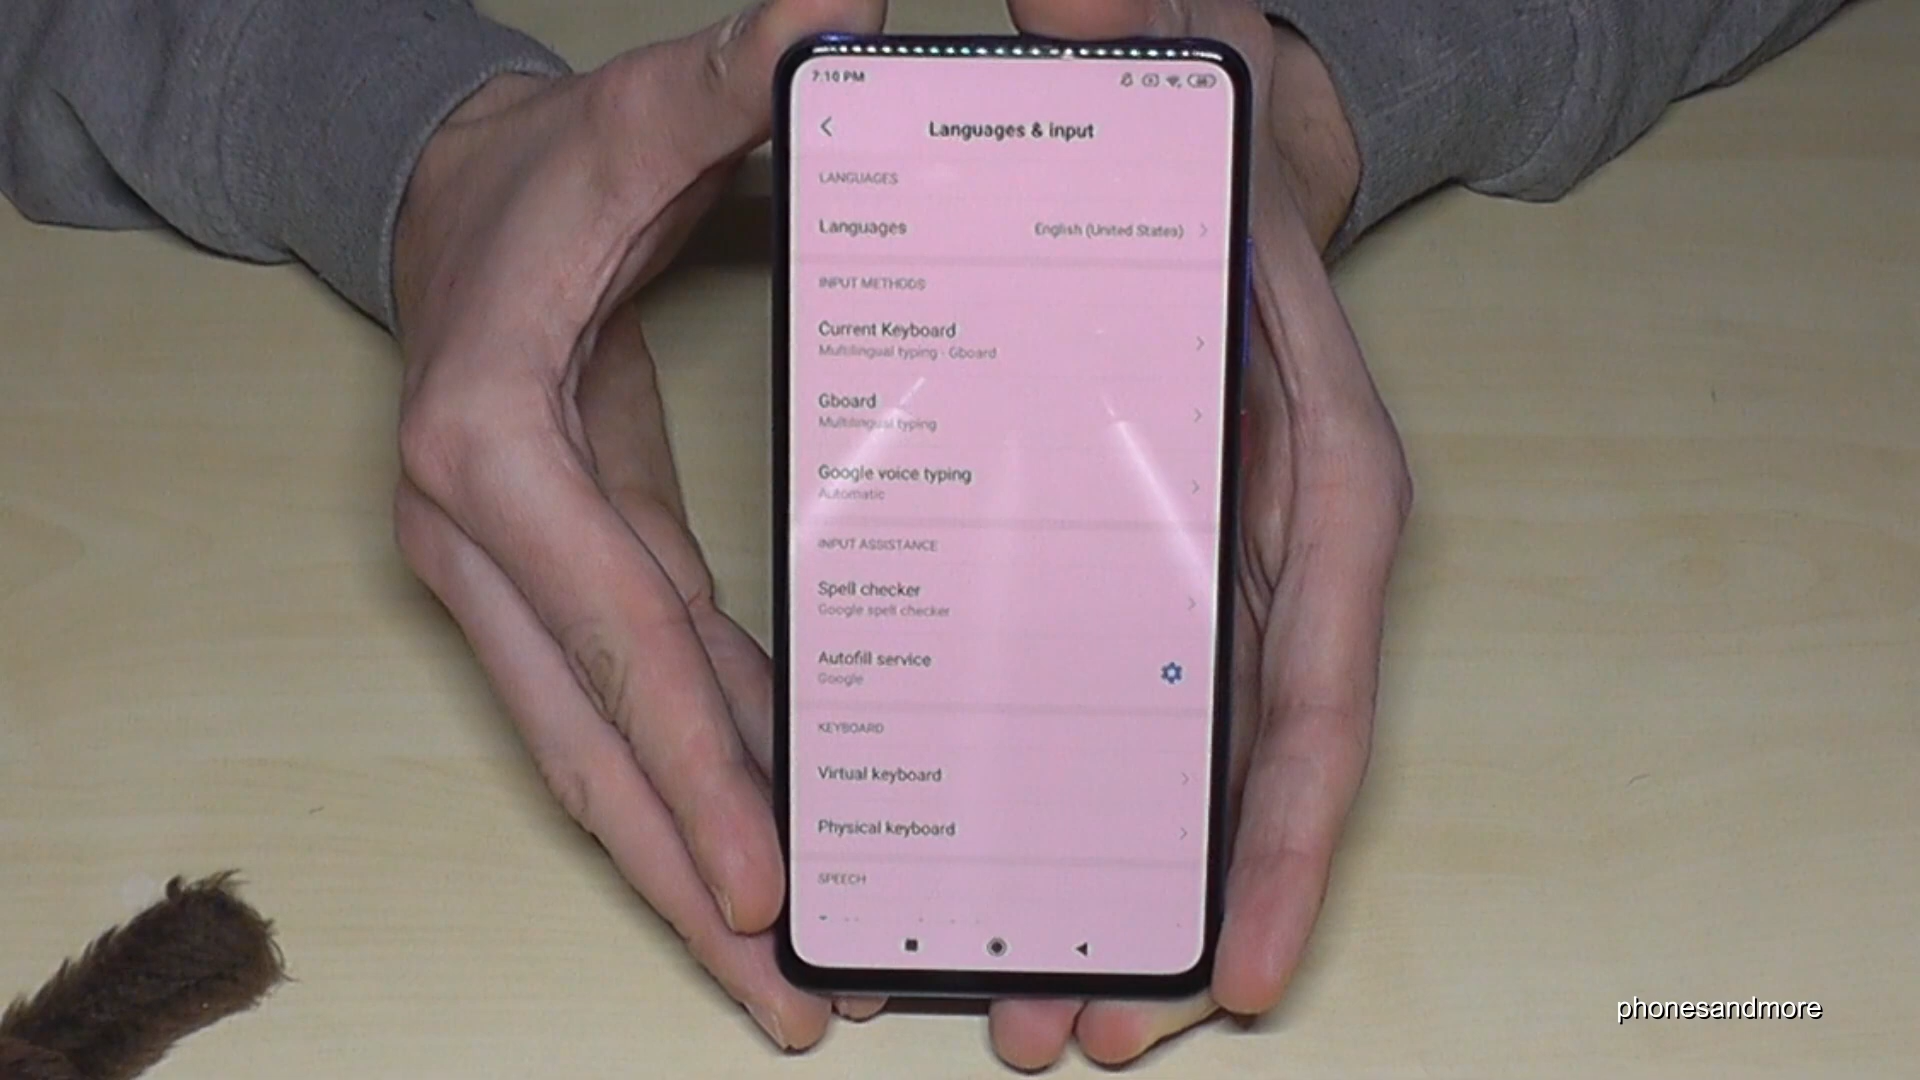 7:10 PM
Languages & input
LANGUAGES
Languages
English (United States)
INPUT METHODS
Current Keyboard
Multilingual typing - Gboard
Gboard
Multilingual typing
Google voice typing
Automatic
INPUT ASSISTANCE
Spell checker
Google spell checker
Autofill service
Google
KEYBOARD
Virtual keyboard
Physical keyboard
SPEECH
phonesandmore